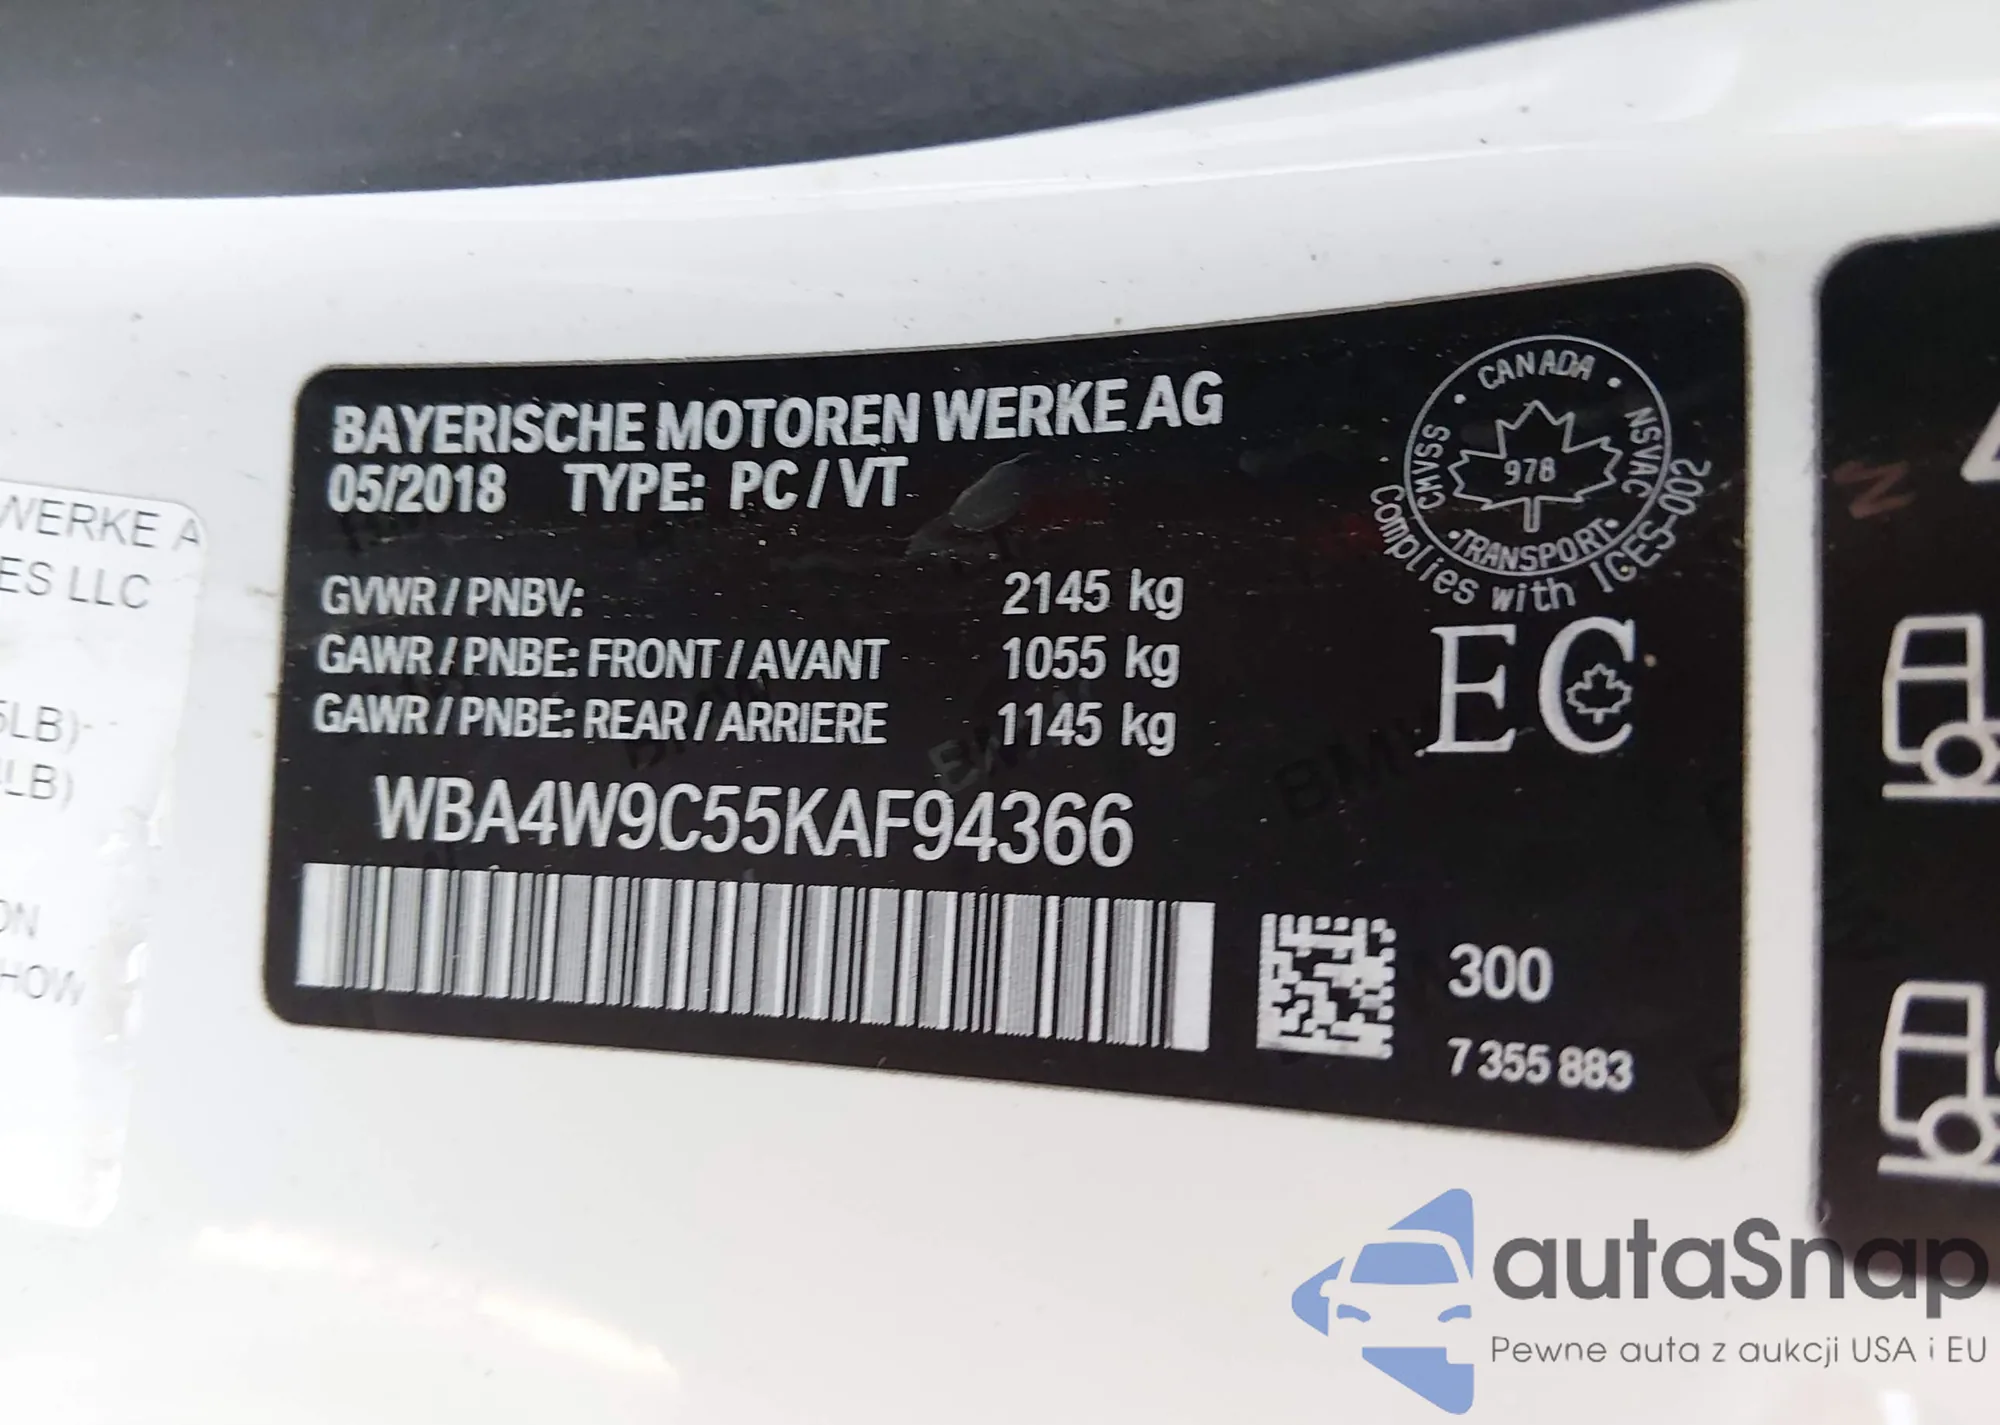 WERKE A
ES LLC
5LB)
LB)
ON
HOW
BAYERISCHE MOTOREN WERKE AG
05/2018 TYPE: PC / VT
GVWR / PNBV: 2145 kg
GAWR / PNBE: FRONT / AVANT 1055 kg
GAWR / PNBE: REAR / ARRIERE 1145 kg
WBA4W9C55KAF94366
CANADA
CMVSS
NSVAC
978
TRANSPORT
Complies with ICES-002
EC
300
7 355 883
autaSnap
Pewne auta z aukcji USA i EU